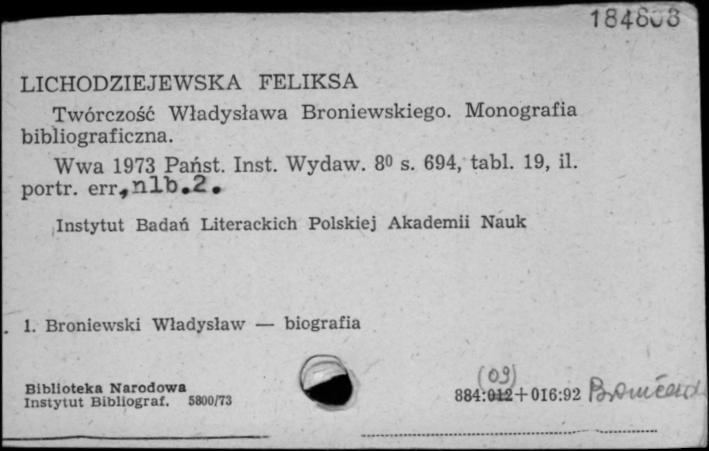 LICHODZIEJEWSKA FELIKSA
Twórczość Władysława Broniewskiego. Monografia
bibliograficzna.
Wwa 1973 Państ. Inst. Wydaw. 8⁰ s. 694, tabl. 19, il.
portr. err, nlb.2.
Instytut Badań Literackich Polskiej Akademii Nauk
1. Broniewski Władysław — biografia
(09)
Biblioteka Narodowa
884:012+016:92
Instytut Bibliograf. 5800/73